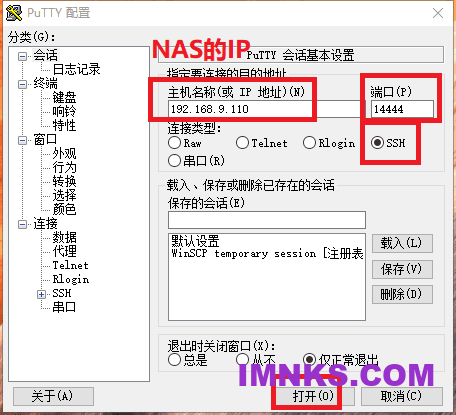 PuTTY 配置
分类(G):
NAS的IP
会话
日志记录
终端
键盘
响铃
特性
窗口
外观
行为
转换
选择
颜色
连接
数据
代理
Telnet
Rlogin
SSH
串口
PuTTY 会话基本设置
指定要连接的目的地址
主机名称(或 IP 地址)(N) 端口(P)
192.168.9.110 14444
连接类型:
Raw Telnet Rlogin SSH
串口(R)
载入、保存或删除已存在的会话
保存的会话(E)
默认设置
WinSCP temporary session [注册表
载入(L)
保存(V)
删除(D)
退出时关闭窗口(X):
总是 从不 仅正常退出
IMNKS.COM
关于(A) 打开(O) 取消(C)